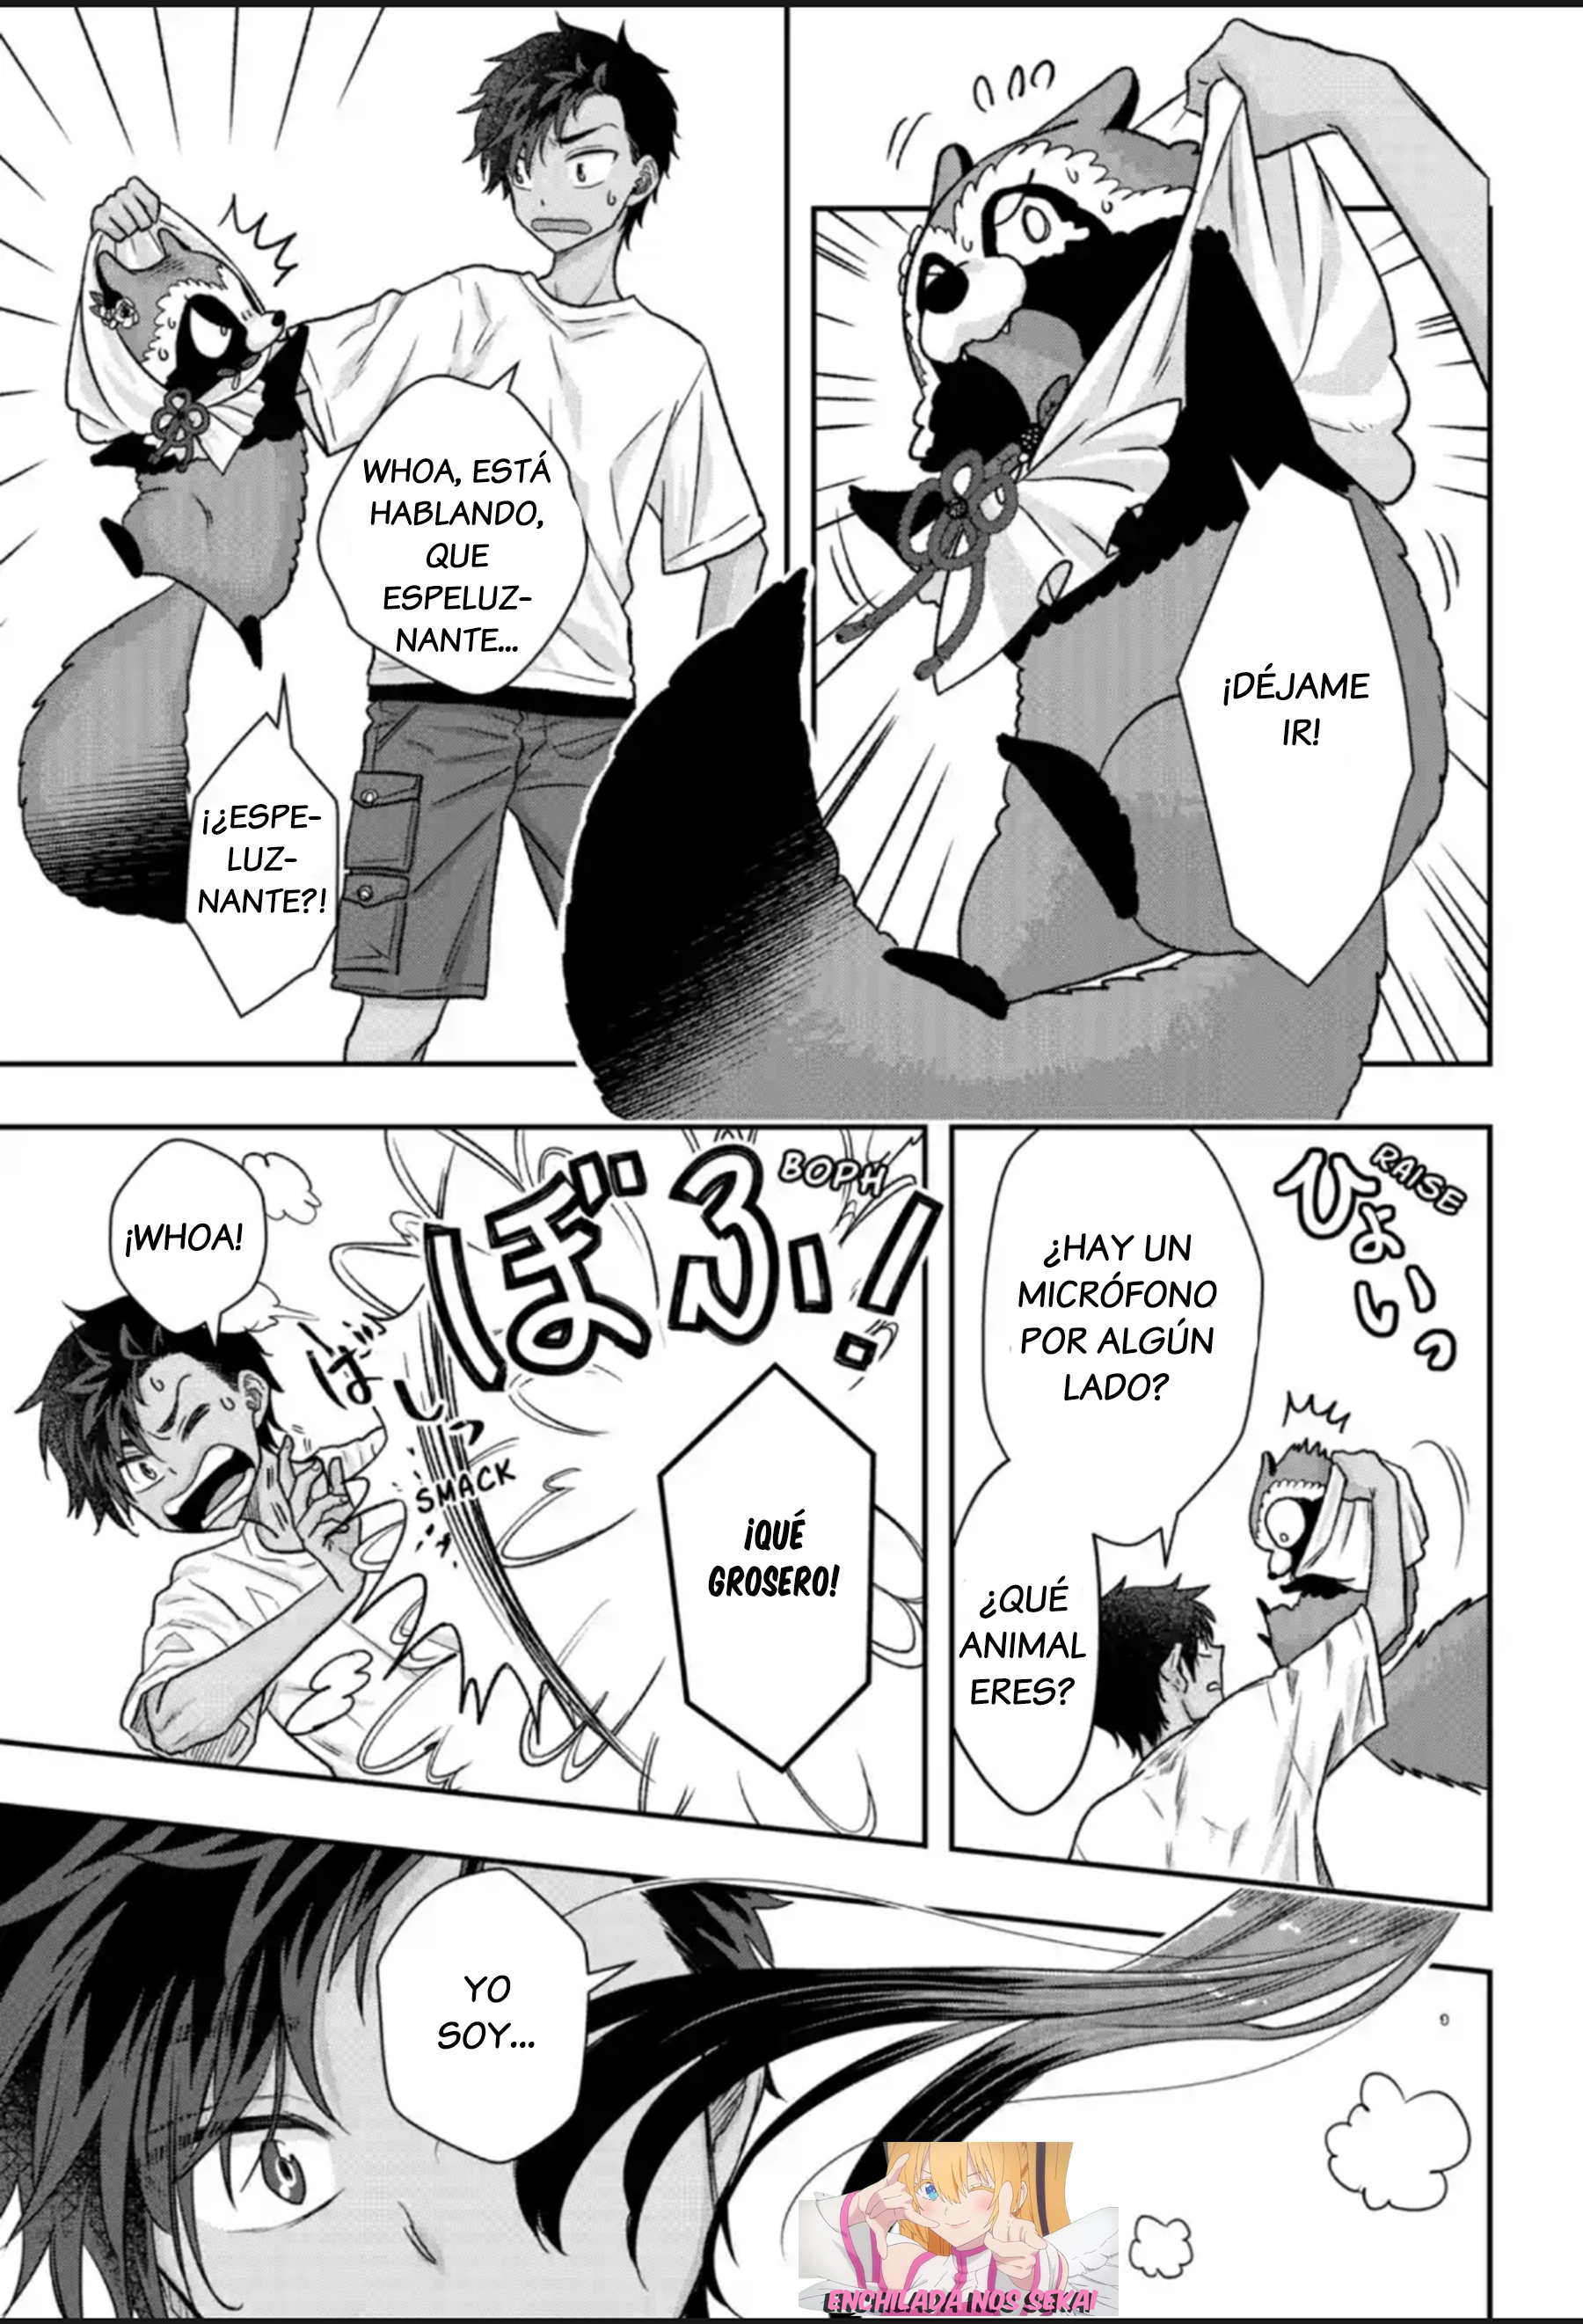 ¡DÉJAME
IR!
WHOA, ESTÁ
HABLANDO,
QUE
ESPELUZ-
NANTE...
¡¿ESPE-
LUZ-
NANTE?!
ひょいっ
RAISE
¿HAY UN
MICRÓFONO
POR ALGÚN
LADO?
¿QUÉ
ANIMAL
ERES?
ぼふっ!
BOPH
¡QUÉ
GROSERO!
ばしっ
SMACK
¡WHOA!
YO
SOY...
ENCHILADA NOS SEKAI